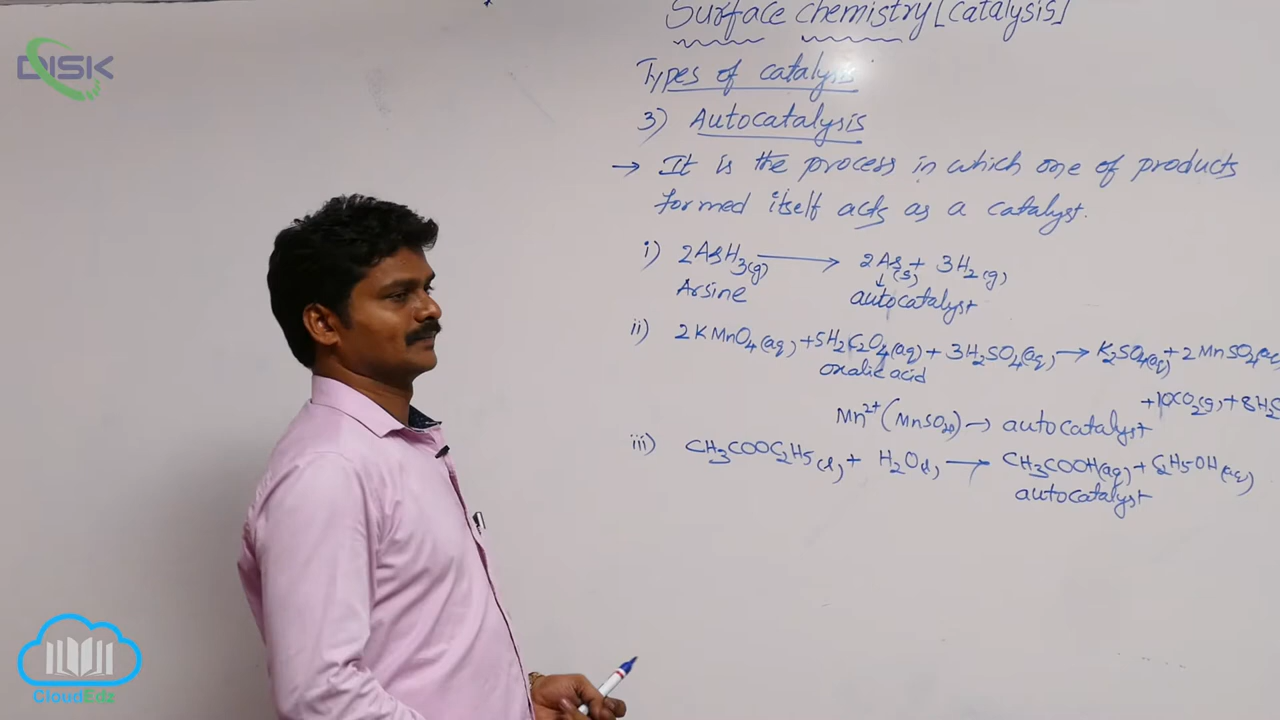 DISK
Surface chemistry [catalysis]
Types of catalysis
3) Autocatalysis
→ It is the process in which one of products
formed itself acts as a catalyst.
i) 2AsH3(g) → 2As(s) + 3H2(g)
Arsine ↓ autocatalyst
ii) 2KMnO4(aq) + 5H2C2O4(aq) + 3H2SO4(aq) → K2SO4(aq) + 2MnSO4(aq
oxalic acid
+10CO2(g) + 8H2
Mn2+ (MnSO4) → autocatalyst
iii) CH3COOC2H5(l) + H2O(l) → CH3COOH(aq) + C2H5OH(aq)
autocatalyst
CloudEdz